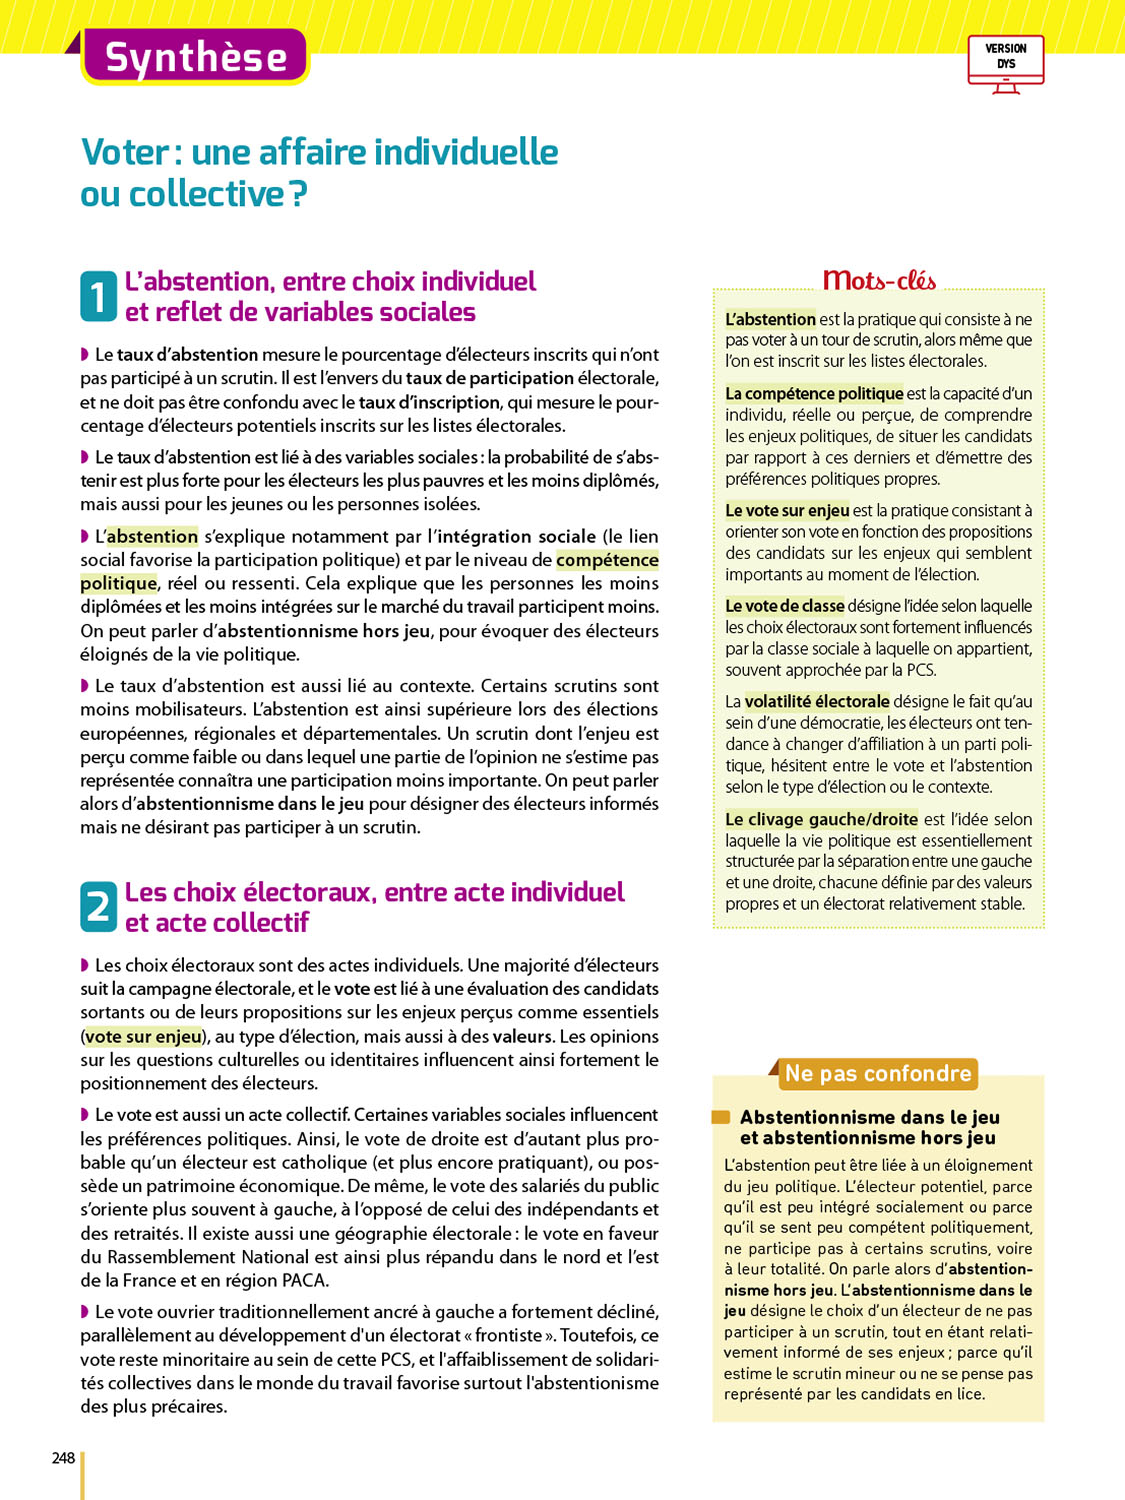 Synthèse
VERSION
DYS
Voter : une affaire individuelle
ou collective ?
1
L’abstention, entre choix individuel
et reflet de variables sociales
Le taux d’abstention mesure le pourcentage d’électeurs inscrits qui n’ont
pas participé à un scrutin. Il est l’envers du taux de participation électorale,
et ne doit pas être confondu avec le taux d’inscription, qui mesure le pour-
centage d’électeurs potentiels inscrits sur les listes électorales.
Le taux d’abstention est lié à des variables sociales : la probabilité de s’abs-
tenir est plus forte pour les électeurs les plus pauvres et les moins diplômés,
mais aussi pour les jeunes ou les personnes isolées.
L’abstention s’explique notamment par l’intégration sociale (le lien
social favorise la participation politique) et par le niveau de compétence
politique, réel ou ressenti. Cela explique que les personnes les moins
diplômées et les moins intégrées sur le marché du travail participent moins.
On peut parler d’abstentionnisme hors jeu, pour évoquer des électeurs
éloignés de la vie politique.
Le taux d’abstention est aussi lié au contexte. Certains scrutins sont
moins mobilisateurs. L’abstention est ainsi supérieure lors des élections
européennes, régionales et départementales. Un scrutin dont l’enjeu est
perçu comme faible ou dans lequel une partie de l’opinion ne s’estime pas
représentée connaîtra une participation moins importante. On peut parler
alors d’abstentionnisme dans le jeu pour désigner des électeurs informés
mais ne désirant pas participer à un scrutin.
2
Les choix électoraux, entre acte individuel
et acte collectif
Les choix électoraux sont des actes individuels. Une majorité d’électeurs
suit la campagne électorale, et le vote est lié à une évaluation des candidats
sortants ou de leurs propositions sur les enjeux perçus comme essentiels
(vote sur enjeu), au type d’élection, mais aussi à des valeurs. Les opinions
sur les questions culturelles ou identitaires influencent ainsi fortement le
positionnement des électeurs.
Le vote est aussi un acte collectif. Certaines variables sociales influencent
les préférences politiques. Ainsi, le vote de droite est d’autant plus pro-
bable qu’un électeur est catholique (et plus encore pratiquant), ou pos-
sède un patrimoine économique. De même, le vote des salariés du public
s’oriente plus souvent à gauche, à l’opposé de celui des indépendants et
des retraités. Il existe aussi une géographie électorale : le vote en faveur
du Rassemblement National est ainsi plus répandu dans le nord et l’est
de la France et en région PACA.
Le vote ouvrier traditionnellement ancré à gauche a fortement décliné,
parallèlement au développement d'un électorat « frontiste ». Toutefois, ce
vote reste minoritaire au sein de cette PCS, et l'affaiblissement de solidari-
tés collectives dans le monde du travail favorise surtout l'abstentionisme
des plus précaires.
Mots-clés
L’abstention est la pratique qui consiste à ne
pas voter à un tour de scrutin, alors même que
l’on est inscrit sur les listes électorales.
La compétence politique est la capacité d’un
individu, réelle ou perçue, de comprendre
les enjeux politiques, de situer les candidats
par rapport à ces derniers et d’émettre des
préférences politiques propres.
Le vote sur enjeu est la pratique consistant à
orienter son vote en fonction des propositions
des candidats sur les enjeux qui semblent
importants au moment de l’élection.
Le vote de classe désigne l’idée selon laquelle
les choix électoraux sont fortement influencés
par la classe sociale à laquelle on appartient,
souvent approchée par la PCS.
La volatilité électorale désigne le fait qu’au
sein d’une démocratie, les électeurs ont ten-
dance à changer d’affiliation à un parti poli-
tique, hésitent entre le vote et l’abstention
selon le type d’élection ou le contexte.
Le clivage gauche/droite est l’idée selon
laquelle la vie politique est essentiellement
structurée par la séparation entre une gauche
et une droite, chacune définie par des valeurs
propres et un électorat relativement stable.
Ne pas confondre
Abstentionnisme dans le jeu
et abstentionnisme hors jeu
L’abstention peut être liée à un éloignement
du jeu politique. L’électeur potentiel, parce
qu’il est peu intégré socialement ou parce
qu’il se sent peu compétent politiquement,
ne participe pas à certains scrutins, voire
à leur totalité. On parle alors d’abstention-
nisme hors jeu. L’abstentionnisme dans le
jeu désigne le choix d’un électeur de ne pas
participer à un scrutin, tout en étant relati-
vement informé de ses enjeux ; parce qu’il
estime le scrutin mineur ou ne se pense pas
représenté par les candidats en lice.
248